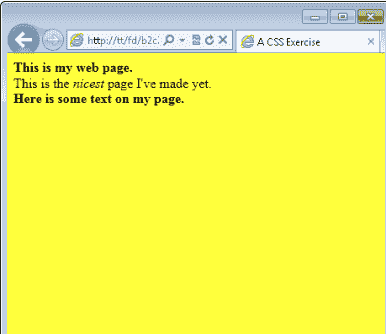 http://tt/fd/b2c.
A CSS Exercise
This is my web page.
This is the nicest page I've made yet.
Here is some text on my page.